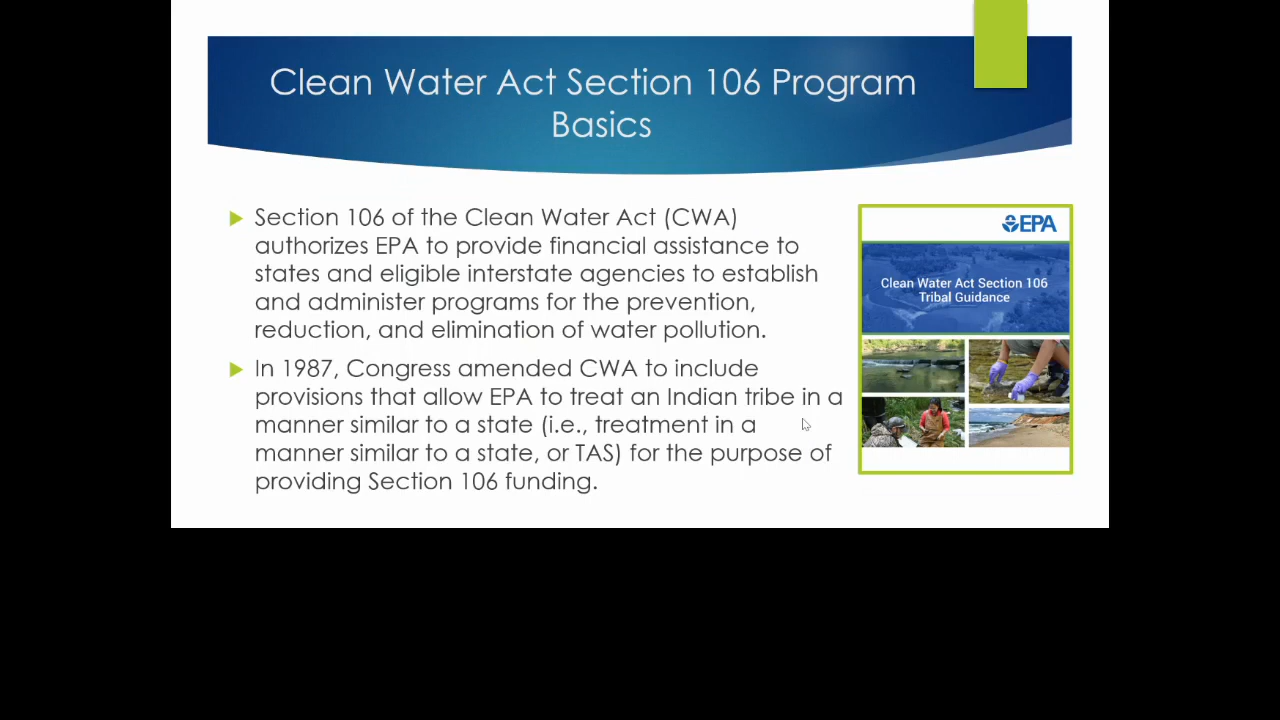 Clean Water Act Section 106 Program
Basics
Section 106 of the Clean Water Act (CWA)
authorizes EPA to provide financial assistance to
states and eligible interstate agencies to establish
and administer programs for the prevention,
reduction, and elimination of water pollution.
In 1987, Congress amended CWA to include
provisions that allow EPA to treat an Indian tribe in a
manner similar to a state (i.e., treatment in a
manner similar to a state, or TAS) for the purpose of
providing Section 106 funding.
EPA
Clean Water Act Section 106
Tribal Guidance